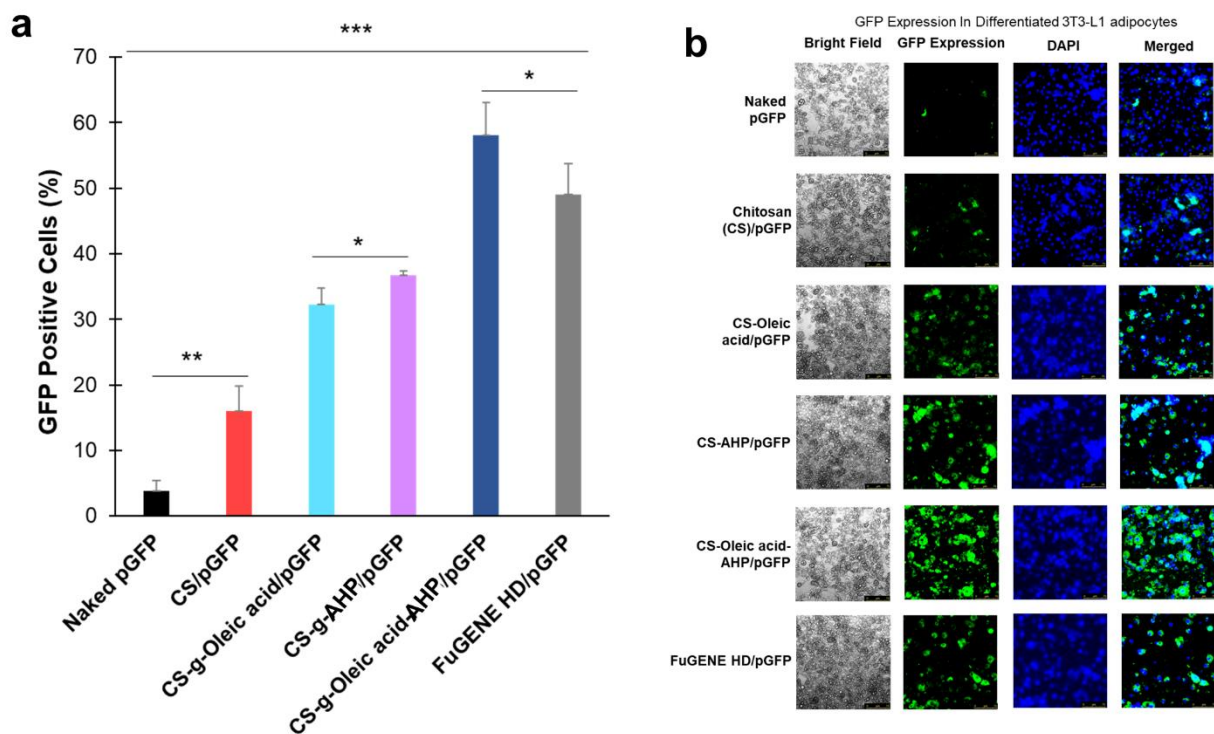 a
***
70
60
50
40
30
20
10
0
GFP Positive Cells (%)
**
*
*
Naked pGFP
CS/pGFP
CS-g-Oleic acid/pGFP
CS-g-AHP/pGFP
CS-g-Oleic acid-AHP/pGFP
FuGENE HD/pGFP
b
GFP Expression In Differentiated 3T3-L1 adipocytes
Bright Field GFP Expression DAPI Merged
Naked
pGFP
Chitosan
(CS)/pGFP
CS-Oleic
acid/pGFP
CS-AHP/pGFP
CS-Oleic acid-
AHP/pGFP
FuGENE HD/pGFP